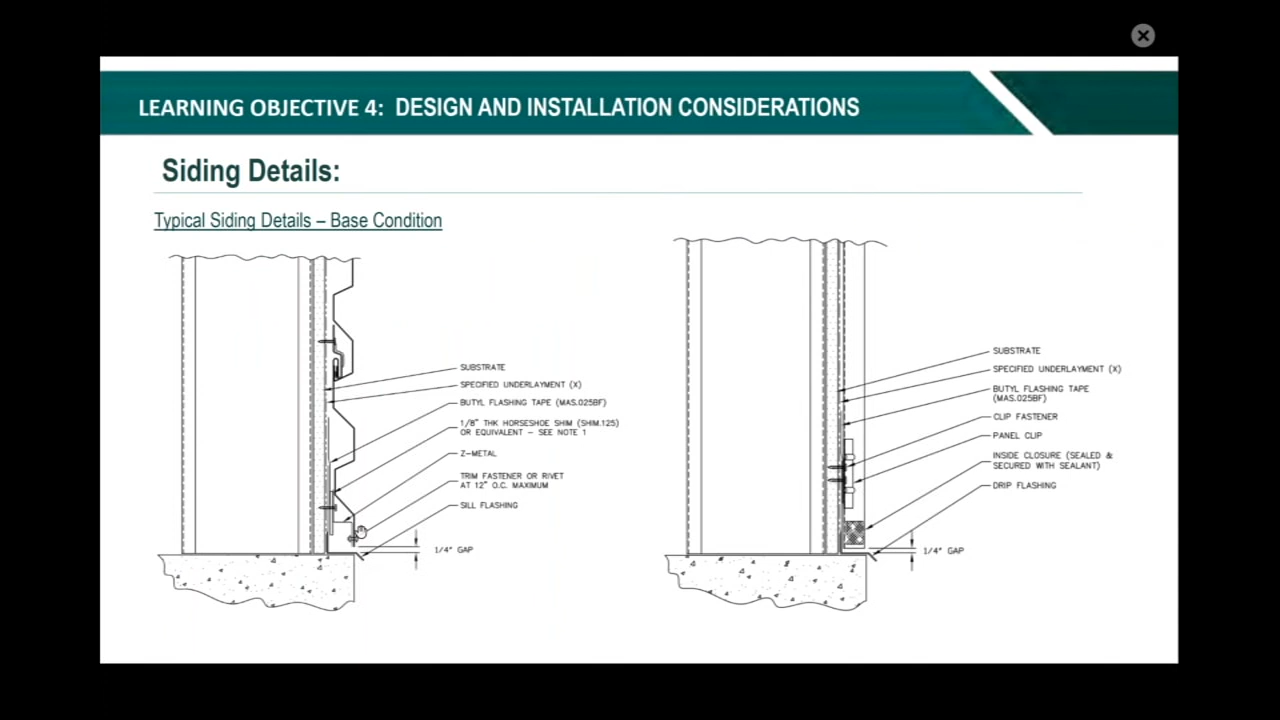 LEARNING OBJECTIVE 4: DESIGN AND INSTALLATION CONSIDERATIONS
Siding Details:
Typical Siding Details – Base Condition
SUBSTRATE
SPECIFIED UNDERLAYMENT (X)
BUTYL FLASHING TAPE (MAS.025BF)
1/8" THK HORSESHOE SHIM (SHIM.125)
OR EQUIVALENT – SEE NOTE 1
Z-METAL
TRIM FASTENER OR RIVET
AT 12" O.C. MAXIMUM
SILL FLASHING
1/4" GAP
SUBSTRATE
SPECIFIED UNDERLAYMENT (X)
BUTYL FLASHING TAPE
(MAS.025BF)
CLIP FASTENER
PANEL CLIP
INSIDE CLOSURE (SEALED &
SECURED WITH SEALANT)
DRIP FLASHING
1/4" GAP